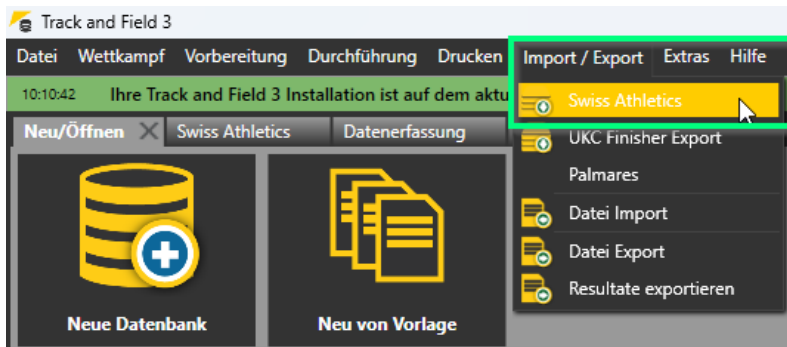 Track and Field 3
Datei Wettkampf Vorbereitung Durchführung Drucken Import / Export Extras Hilfe
10:10:42 Ihre Track and Field 3 Installation ist auf dem aktu
Swiss Athletics
Neu/Öffnen Swiss Athletics Datenerfassung
UKC Finisher Export
Palmares
Datei Import
Datei Export
Resultate exportieren
Neue Datenbank Neu von Vorlage